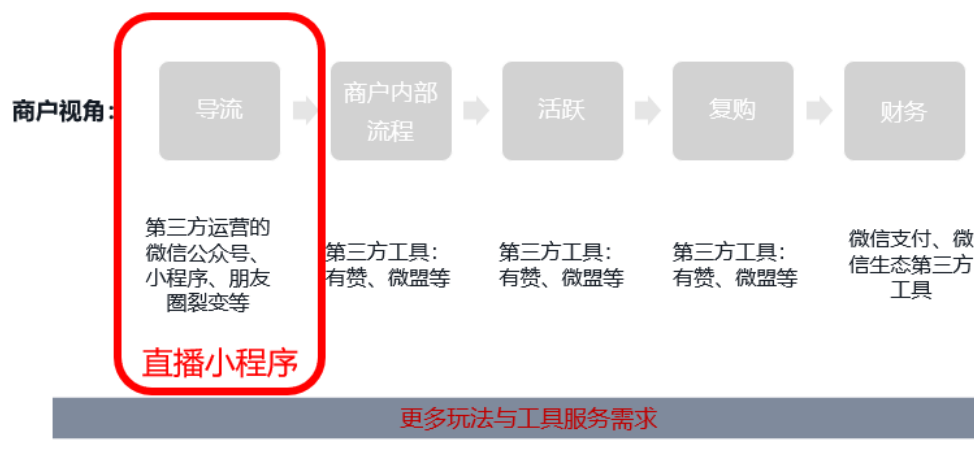 商户视角：
导流
商户内部
流程
活跃
复购
财务
第三方运营的
微信公众号、
小程序、朋友
圈裂变等
第三方工具：
有赞、微盟等
第三方工具：
有赞、微盟等
第三方工具：
有赞、微盟等
微信支付、微
信生态第三方
工具
直播小程序
更多玩法与工具服务需求